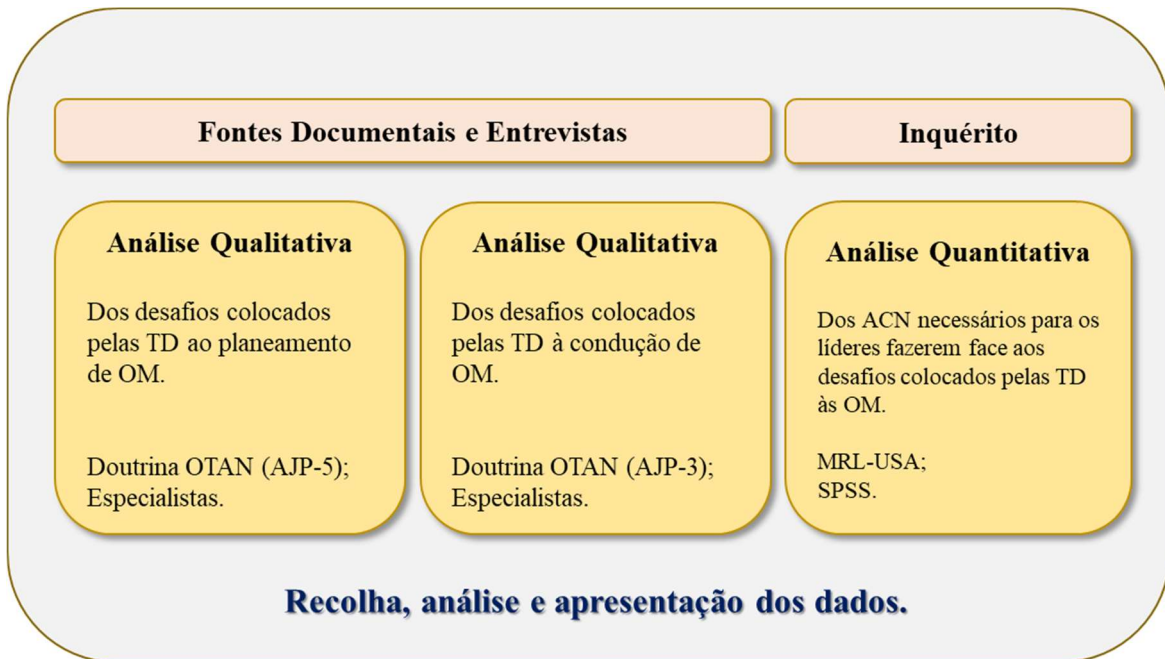 Fontes Documentais e Entrevistas
Inquérito
Análise Qualitativa
Dos desafios colocados
pelas TD ao planeamento
de OM.
Doutrina OTAN (AJP-5);
Especialistas.
Análise Qualitativa
Dos desafios colocados
pelas TD à condução de
OM.
Doutrina OTAN (AJP-3);
Especialistas.
Análise Quantitativa
Dos ACN necessários para os
líderes fazerem face aos
desafios colocados pelas TD
às OM.
MRL-USA;
SPSS.
Recolha, análise e apresentação dos dados.